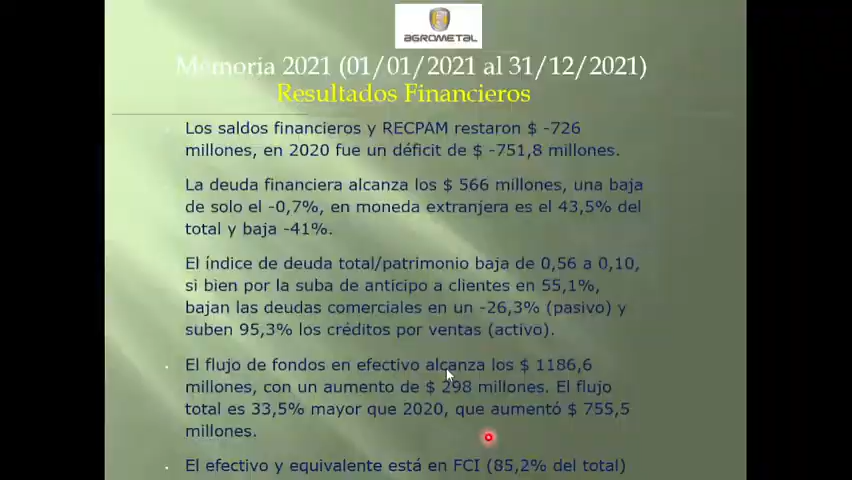 AGROMETAL
Memoria 2021 (01/01/2021 al 31/12/2021)
Resultados Financieros
Los saldos financieros y RECPAM restaron $ -726
millones, en 2020 fue un déficit de $ -751,8 millones.
La deuda financiera alcanza los $ 566 millones, una baja
de solo el -0,7%, en moneda extranjera es el 43,5% del
total y baja -41%.
El índice de deuda total/patrimonio baja de 0,56 a 0,10,
si bien por la suba de anticipo a clientes en 55,1%,
bajan las deudas comerciales en un -26,3% (pasivo) y
suben 95,3% los créditos por ventas (activo).
El flujo de fondos en efectivo alcanza los $ 1186,6
millones, con un aumento de $ 298 millones. El flujo
total es 33,5% mayor que 2020, que aumentó $ 755,5
millones.
El efectivo y equivalente está en FCI (85,2% del total)